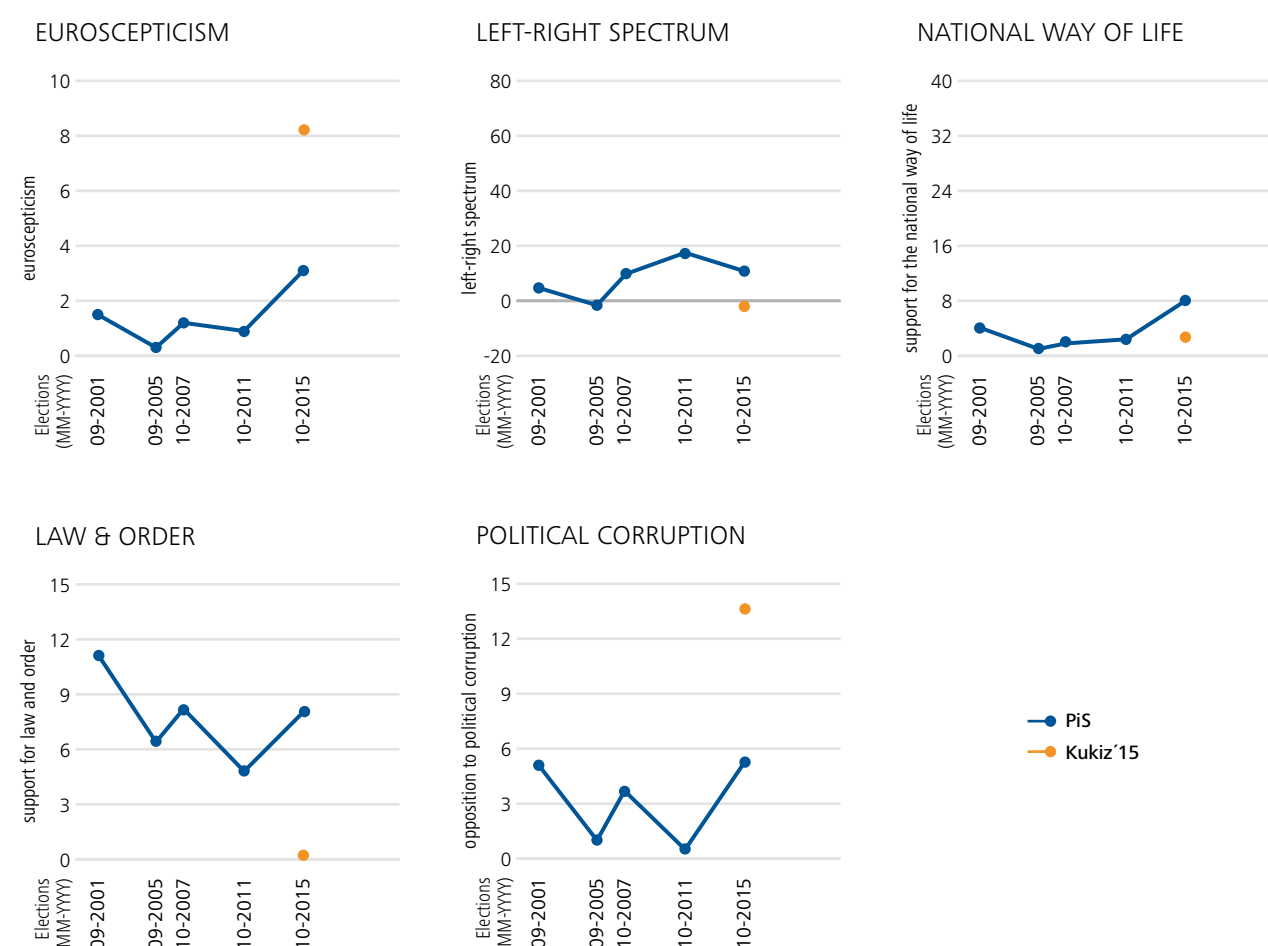 EUROSCEPTICISM
10
8
6
4
2
0
euroscepticism
Elections
(MM-YYYY)
09-2001
09-2005
10-2007
10-2011
10-2015
LEFT-RIGHT SPECTRUM
80
60
40
20
0
-20
left-right spectrum
Elections
(MM-YYYY)
09-2001
09-2005
10-2007
10-2011
10-2015
NATIONAL WAY OF LIFE
40
32
24
16
8
0
support for the national way of life
Elections
(MM-YYYY)
09-2001
09-2005
10-2007
10-2011
10-2015
LAW & ORDER
15
12
9
6
3
0
support for law and order
Elections
MM-YYYY)
09-2001
09-2005
10-2007
10-2011
10-2015
POLITICAL CORRUPTION
15
12
9
6
3
0
opposition to political corruption
Elections
MM-YYYY)
09-2001
09-2005
10-2007
10-2011
10-2015
PiS
Kukiz´15